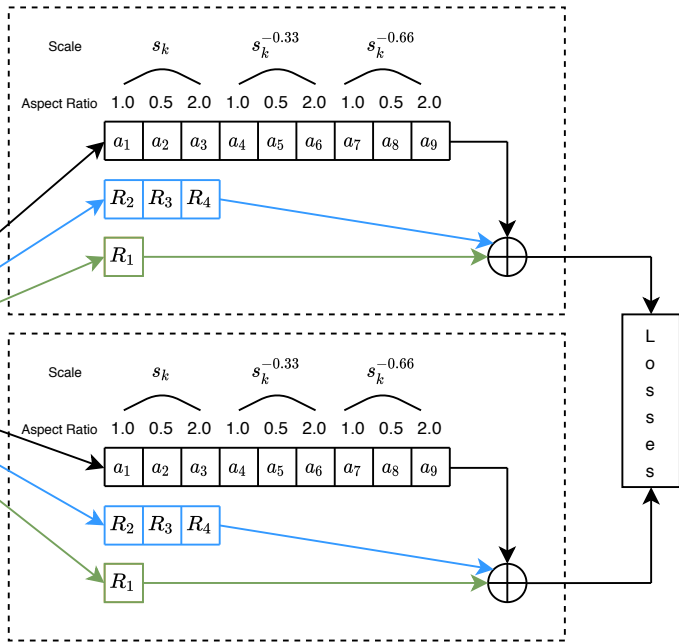 Scale s_k s_k^{-0.33} s_k^{-0.66}
Aspect Ratio 1.0 0.5 2.0 1.0 0.5 2.0 1.0 0.5 2.0
a_1 a_2 a_3 a_4 a_5 a_6 a_7 a_8 a_9
R_2 R_3 R_4
R_1
Scale s_k s_k^{-0.33} s_k^{-0.66}
Aspect Ratio 1.0 0.5 2.0 1.0 0.5 2.0 1.0 0.5 2.0
a_1 a_2 a_3 a_4 a_5 a_6 a_7 a_8 a_9
R_2 R_3 R_4
R_1
Losses